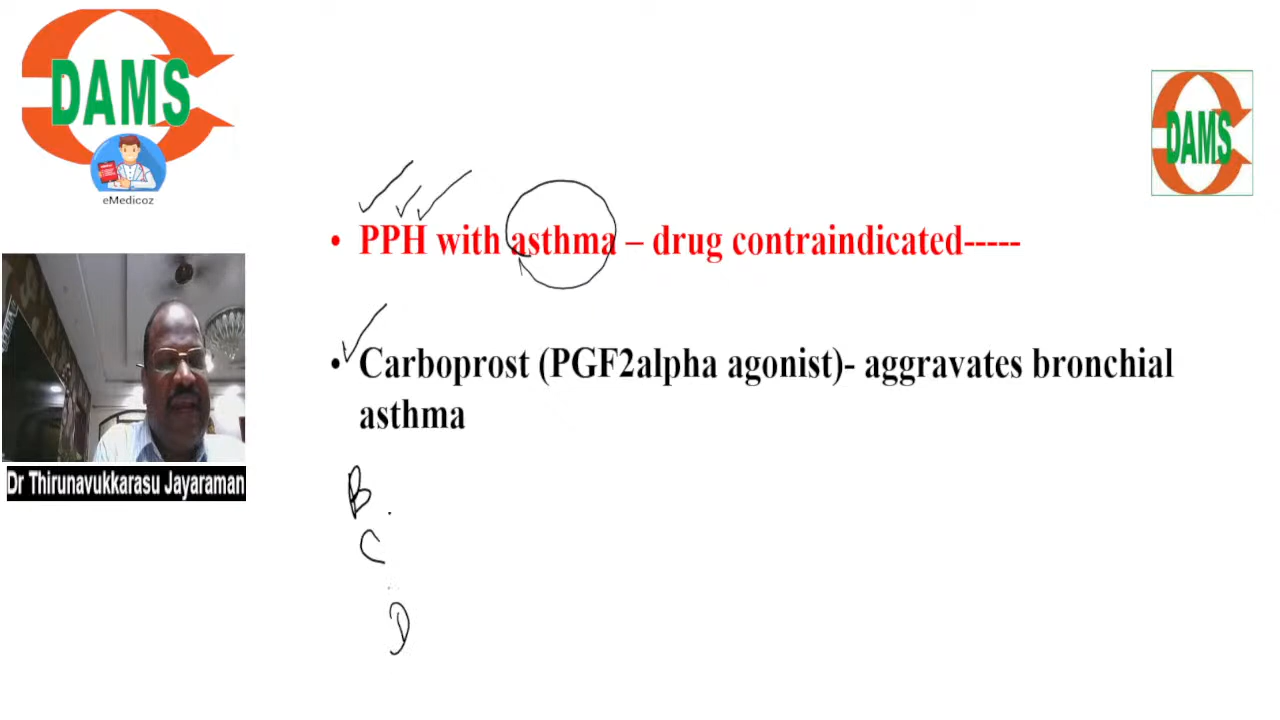 DAMS
eMedicoz
DAMS
• PPH with asthma – drug contraindicated-----
• Carboprost (PGF2alpha agonist)- aggravates bronchial
asthma
Dr Thirunavukkarasu Jayaraman
B
C
D